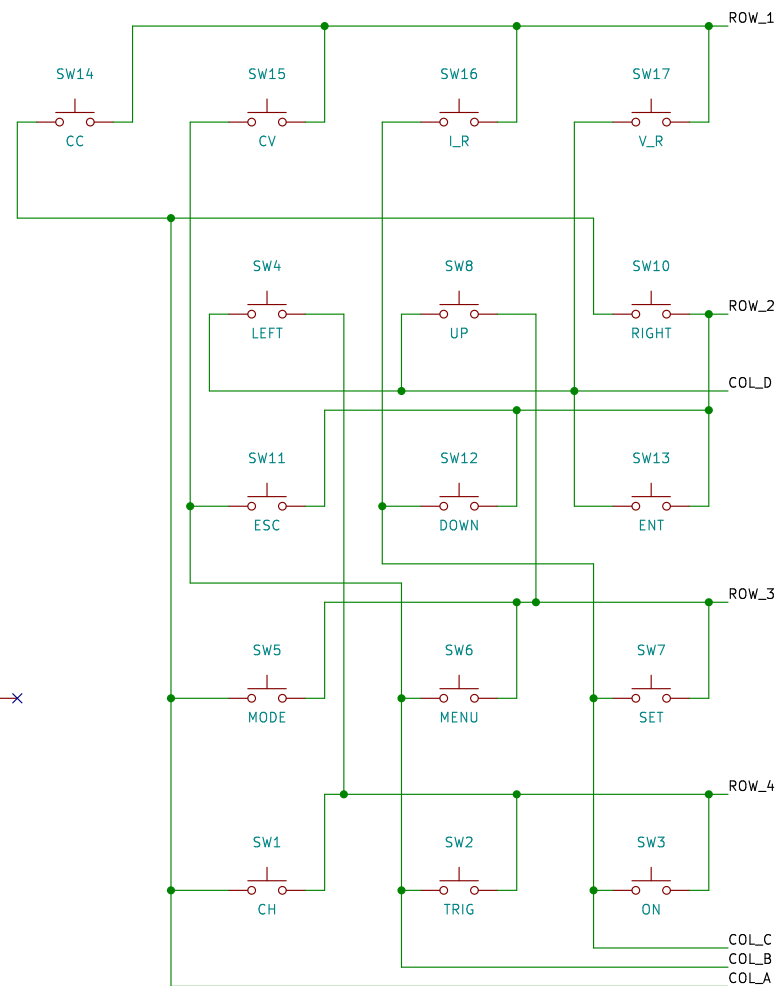 ROW_1
SW14
SW15
SW16
SW17
CC
CV
I_R
V_R
SW4
SW8
SW10
ROW_2
LEFT
UP
RIGHT
COL_D
SW11
SW12
SW13
ESC
DOWN
ENT
ROW_3
SW5
SW6
SW7
MODE
MENU
SET
ROW_4
SW1
SW2
SW3
CH
TRIG
ON
COL_C
COL_B
COL_A